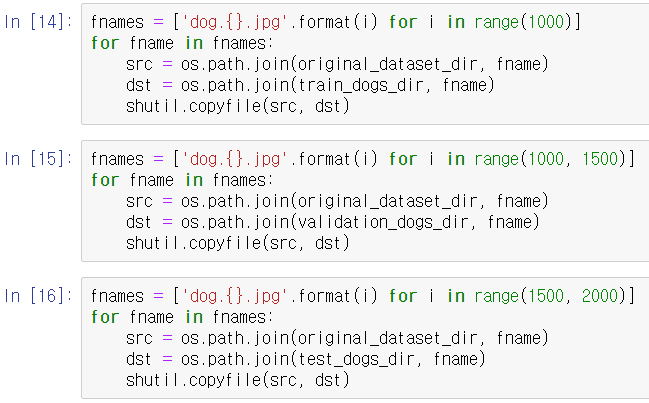 In [14]: fnames = ['dog.{}.jpg'.format(i) for i in range(1000)]
for fname in fnames:
    src = os.path.join(original_dataset_dir, fname)
    dst = os.path.join(train_dogs_dir, fname)
    shutil.copyfile(src, dst)
In [15]: fnames = ['dog.{}.jpg'.format(i) for i in range(1000, 1500)]
for fname in fnames:
    src = os.path.join(original_dataset_dir, fname)
    dst = os.path.join(validation_dogs_dir, fname)
    shutil.copyfile(src, dst)
In [16]: fnames = ['dog.{}.jpg'.format(i) for i in range(1500, 2000)]
for fname in fnames:
    src = os.path.join(original_dataset_dir, fname)
    dst = os.path.join(test_dogs_dir, fname)
    shutil.copyfile(src, dst)